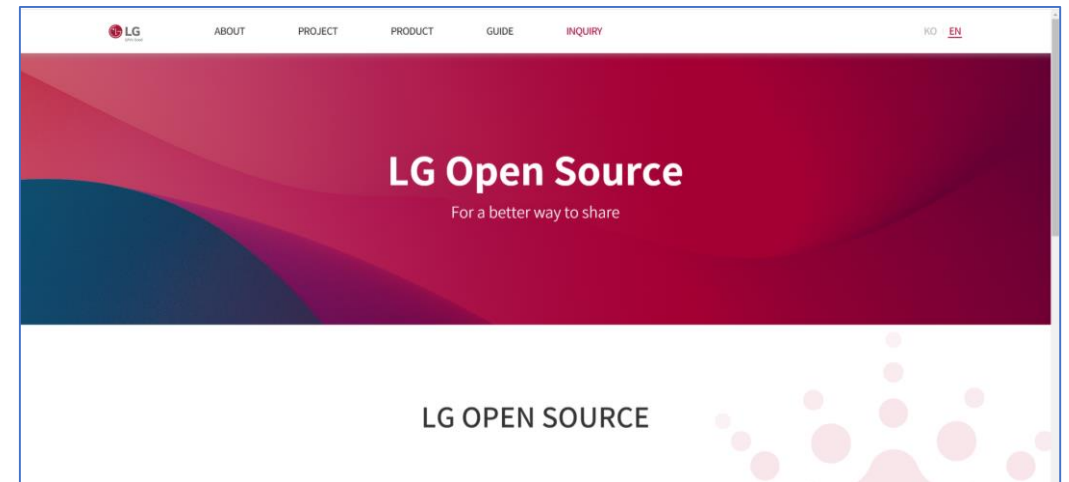 LG
ABOUT PROJECT PRODUCT GUIDE INQUIRY KO EN
LG Open Source
For a better way to share
LG OPEN SOURCE